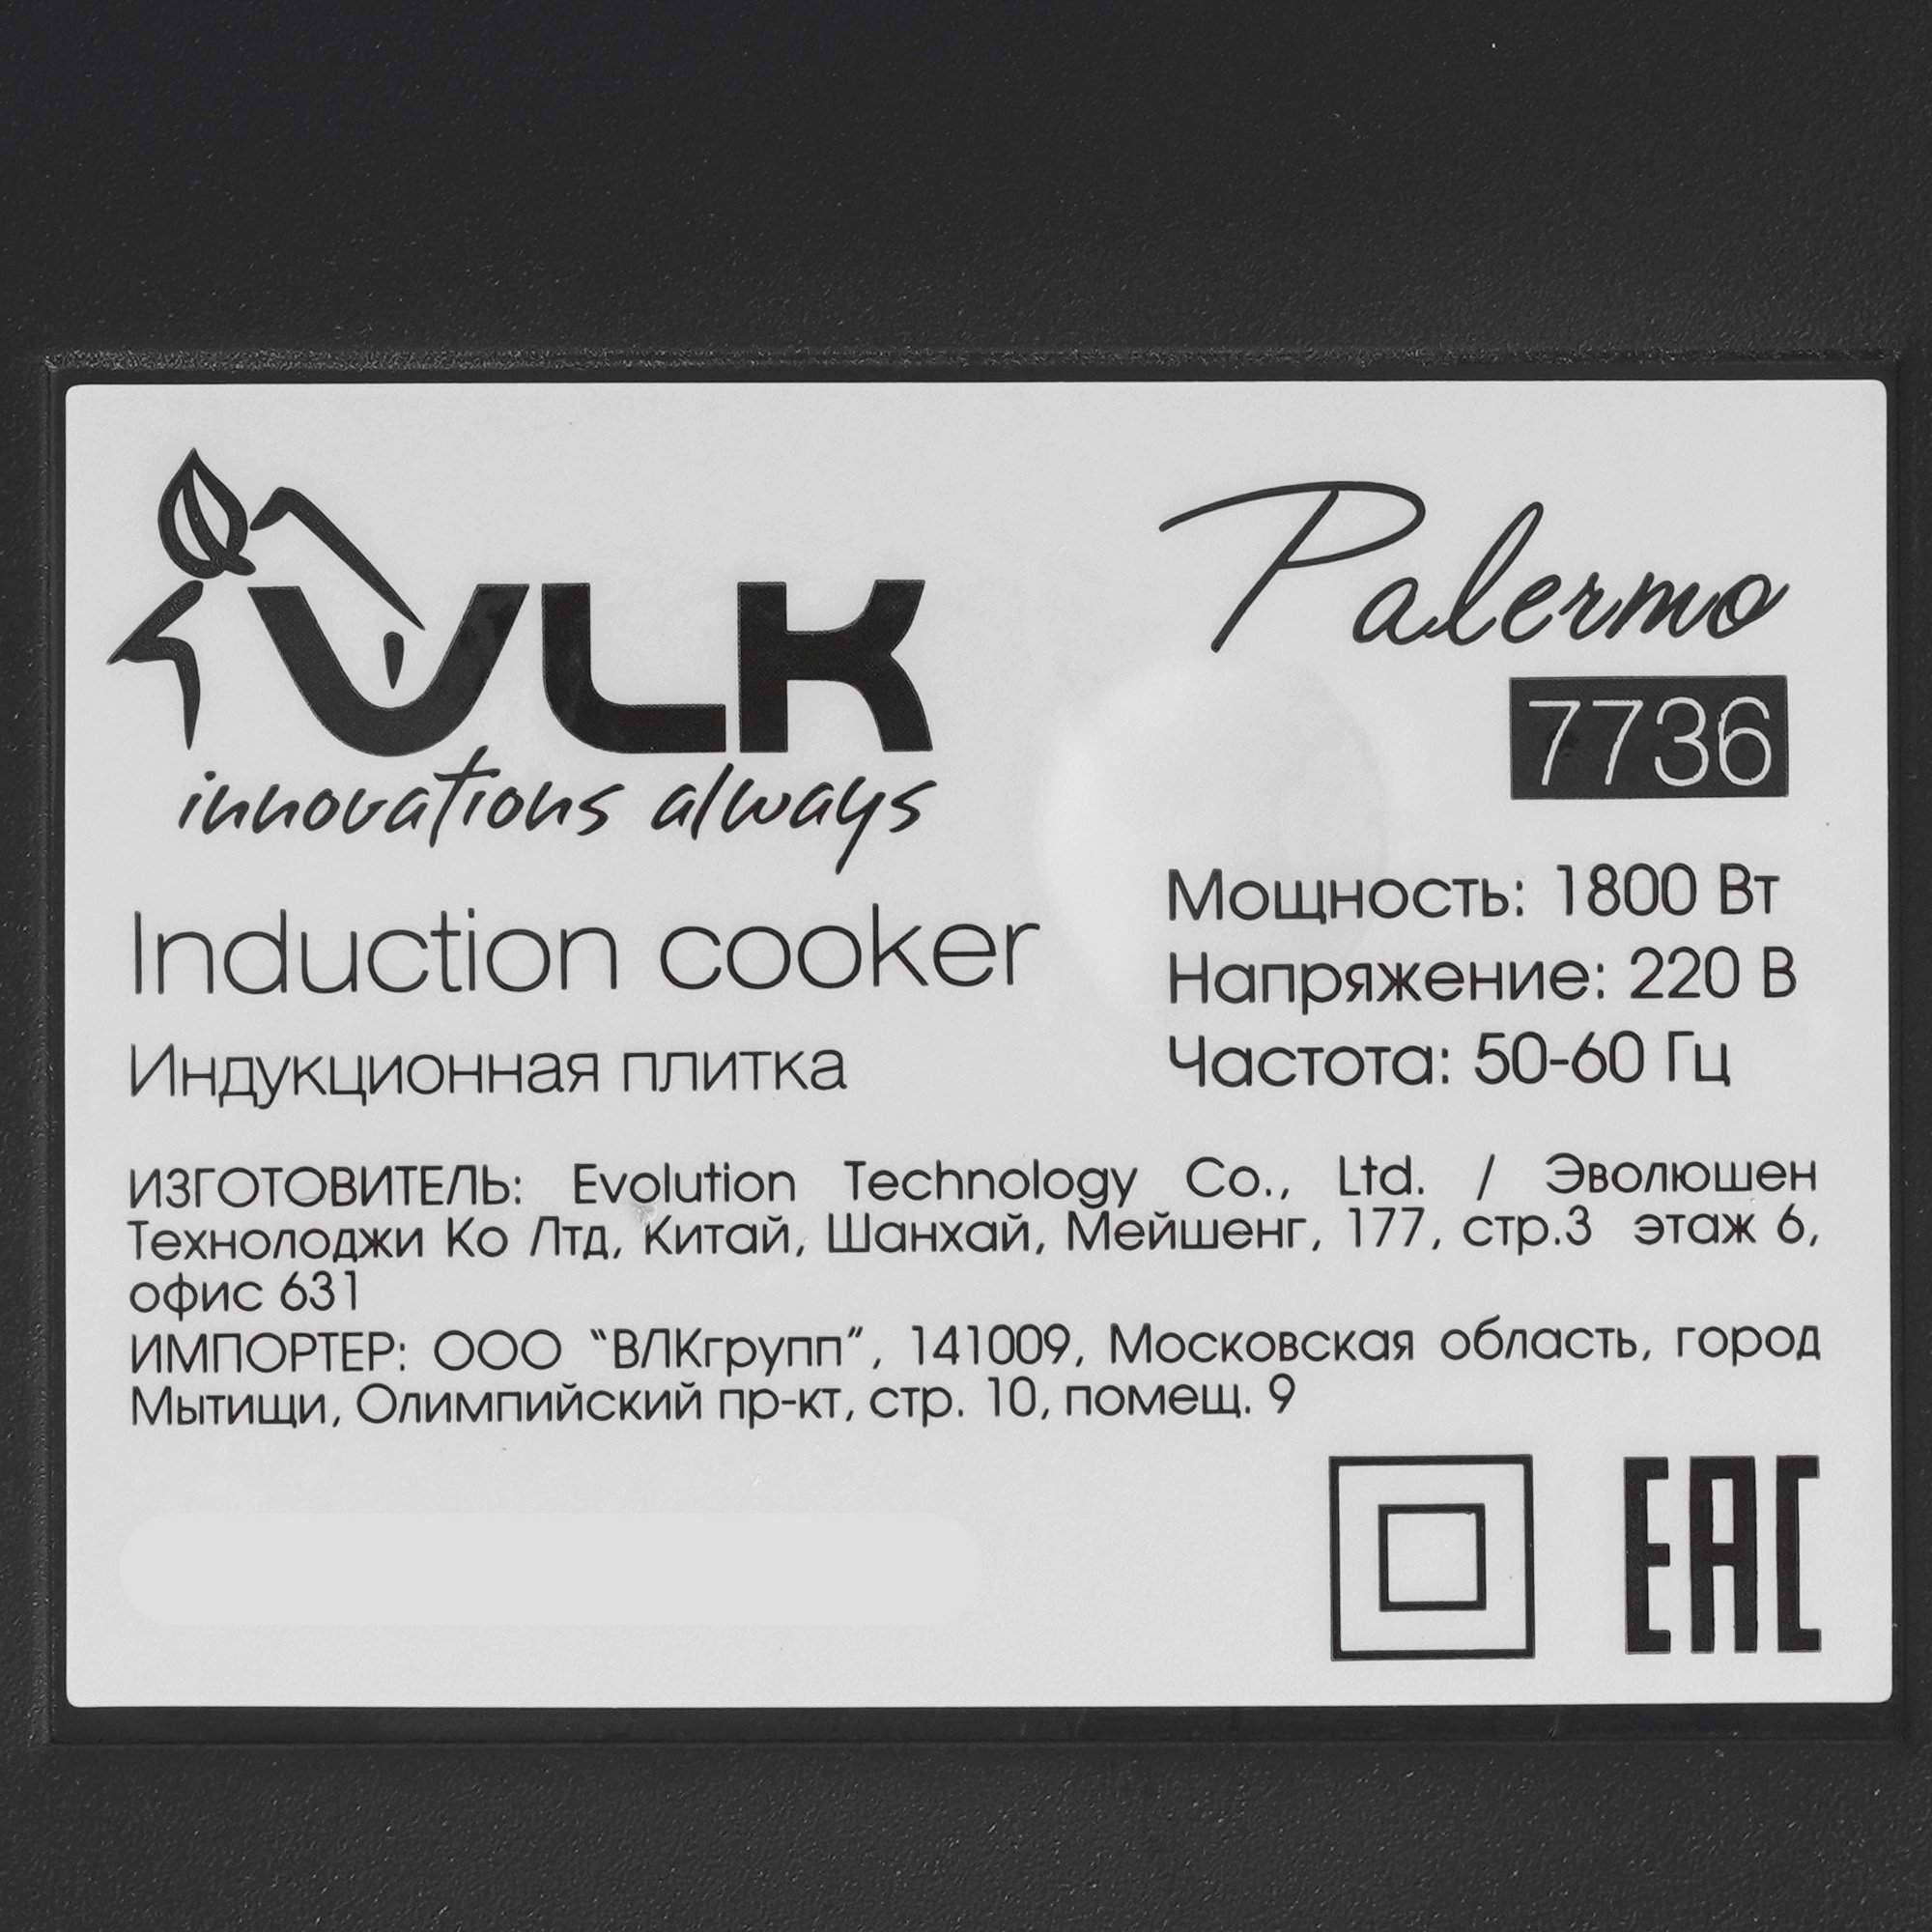 VLK
innovations always
Palermo
7736
Induction cooker
Индукционная плитка
Мощность: 1800 Вт
Напряжение: 220 В
Частота: 50-60 Гц
ИЗГОТОВИТЕЛЬ: Evolution Technology Co., Ltd. / Эволюшен
Технолоджи Ко Лтд, Китай, Шанхай, Мейшенг, 177, стр.3 этаж 6,
офис 631
ИМПОРТЕР: ООО “ВЛКгрупп”, 141009, Московская область, город
Мытищи, Олимпийский пр-кт, стр. 10, помещ. 9
EAC